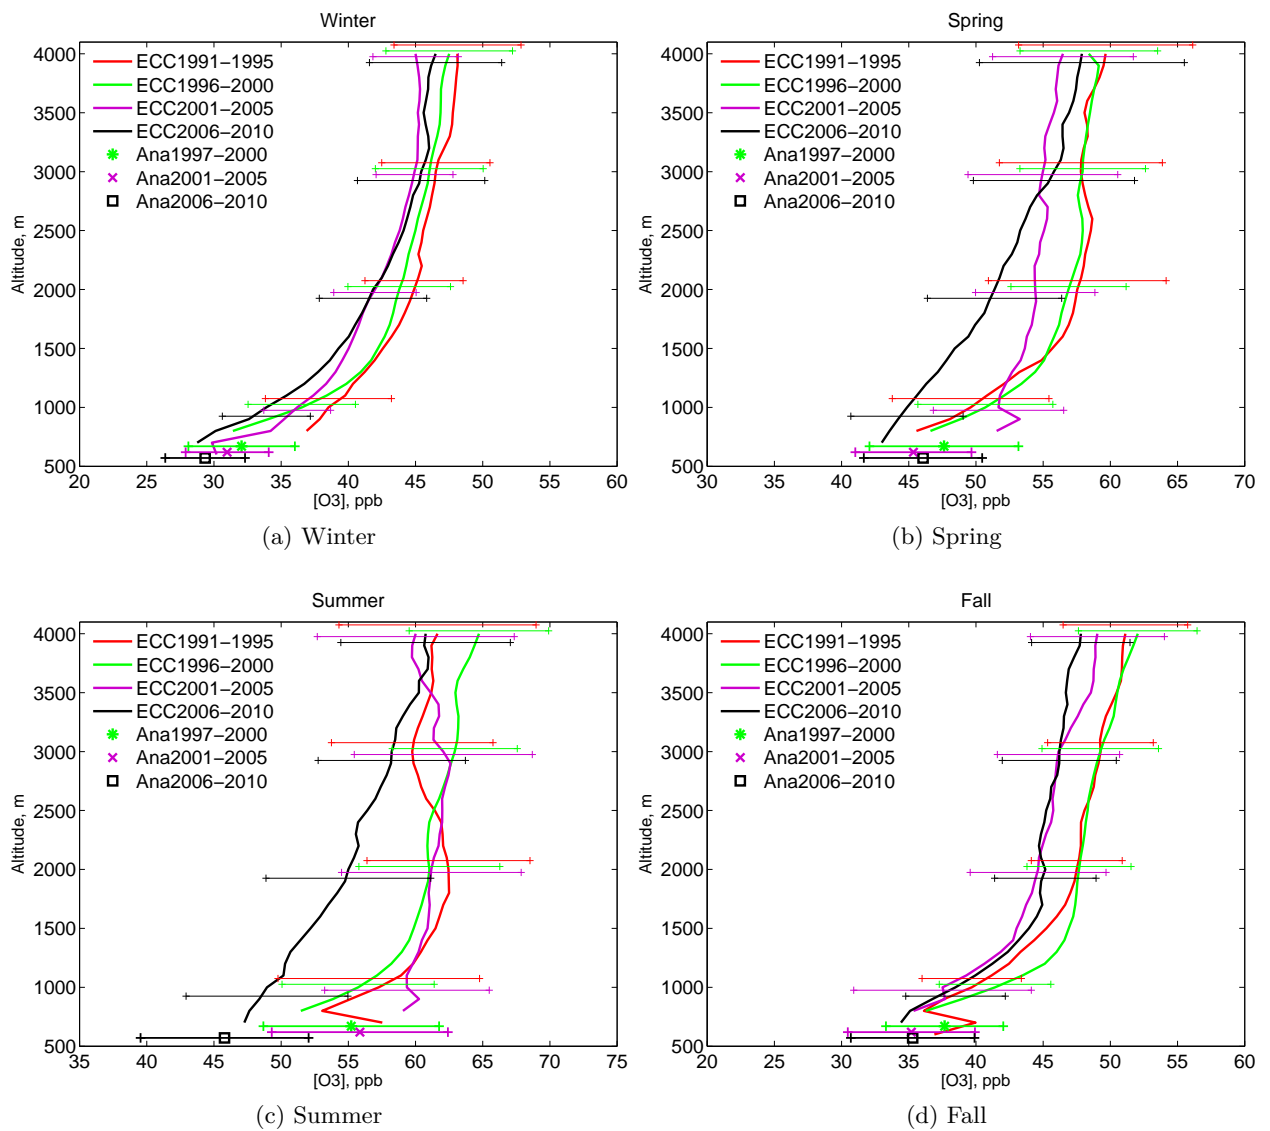 Winter
4000
3500
3000
2500
2000
1500
1000
500
Altitude, m
ECC1991−1995
ECC1996−2000
ECC2001−2005
ECC2006−2010
Ana1997−2000
Ana2001−2005
Ana2006−2010
20 25 30 35 40 45 50 55 60
[O3], ppb
(a) Winter
Spring
4000
3500
3000
2500
2000
1500
1000
500
Altitude, m
ECC1991−1995
ECC1996−2000
ECC2001−2005
ECC2006−2010
Ana1997−2000
Ana2001−2005
Ana2006−2010
30 35 40 45 50 55 60 65 70
[O3], ppb
(b) Spring
Summer
4000
3500
3000
2500
2000
1500
1000
500
Altitude, m
ECC1991−1995
ECC1996−2000
ECC2001−2005
ECC2006−2010
Ana1997−2000
Ana2001−2005
Ana2006−2010
35 40 45 50 55 60 65 70 75
[O3], ppb
(c) Summer
Fall
4000
3500
3000
2500
2000
1500
1000
500
Altitude, m
ECC1991−1995
ECC1996−2000
ECC2001−2005
ECC2006−2010
Ana1997−2000
Ana2001−2005
Ana2006−2010
20 25 30 35 40 45 50 55 60
[O3], ppb
(d) Fall